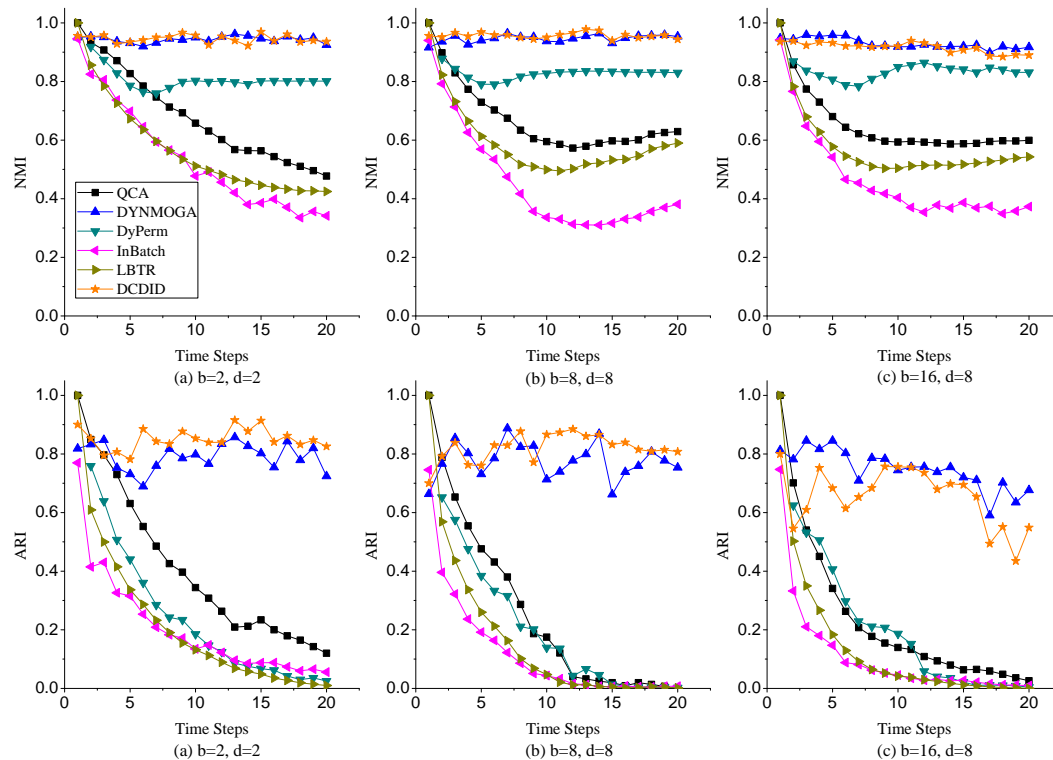 1.0
0.8
0.6
0.4
0.2
0.0
NMI
QCA
DYNMOGA
DyPerm
InBatch
LBTR
DCDID
0 5 10 15 20
Time Steps
(a) b=2, d=2
1.0
0.8
0.6
0.4
0.2
0.0
NMI
0 5 10 15 20
Time Steps
(b) b=8, d=8
1.0
0.8
0.6
0.4
0.2
0.0
NMI
0 5 10 15 20
Time Steps
(c) b=16, d=8
1.0
0.8
0.6
0.4
0.2
0.0
ARI
0 5 10 15 20
Time Steps
(a) b=2, d=2
1.0
0.8
0.6
0.4
0.2
0.0
ARI
0 5 10 15 20
Time Steps
(b) b=8, d=8
1.0
0.8
0.6
0.4
0.2
0.0
ARI
0 5 10 15 20
Time Steps
(c) b=16, d=8